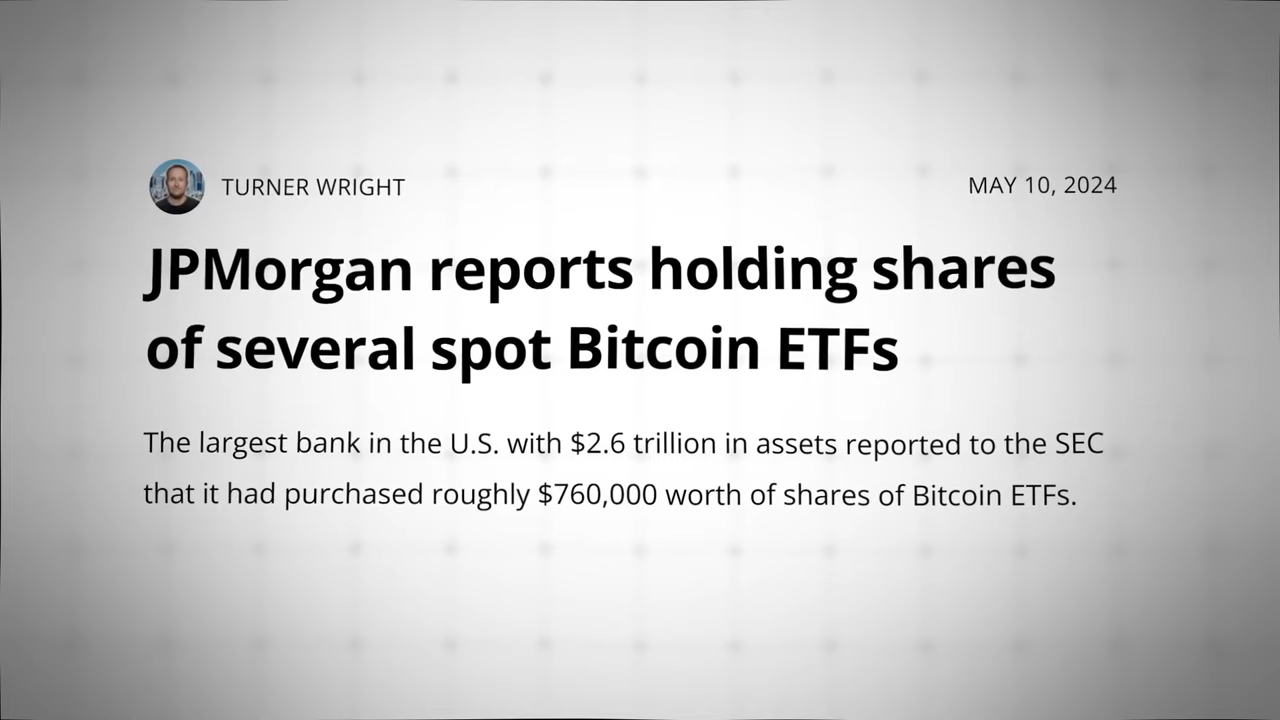 TURNER WRIGHT
MAY 10, 2024
JPMorgan reports holding shares
of several spot Bitcoin ETFs
The largest bank in the U.S. with $2.6 trillion in assets reported to the SEC
that it had purchased roughly $760,000 worth of shares of Bitcoin ETFs.